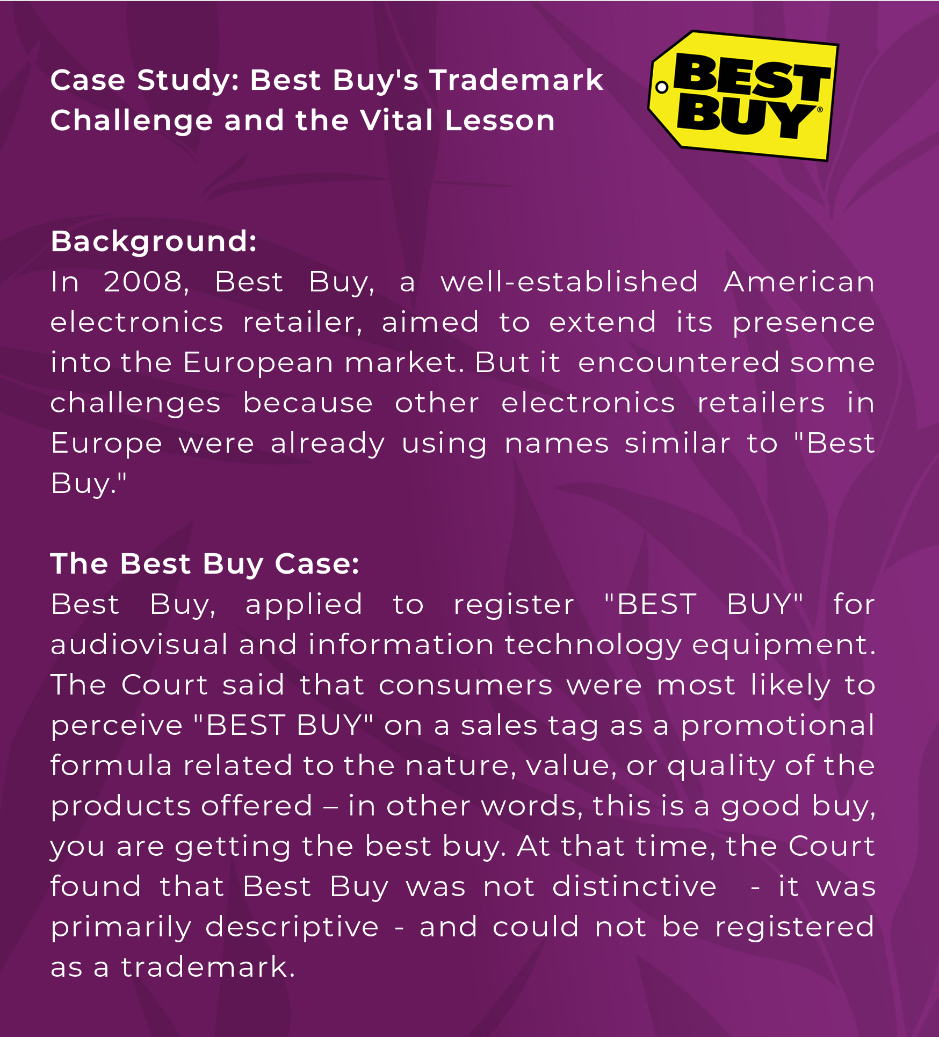 Case Study: Best Buy's Trademark
Challenge and the Vital Lesson
BEST
BUY®
Background:
In 2008, Best Buy, a well-established American
electronics retailer, aimed to extend its presence
into the European market. But it encountered some
challenges because other electronics retailers in
Europe were already using names similar to "Best
Buy."
The Best Buy Case:
Best Buy, applied to register "BEST BUY" for
audiovisual and information technology equipment.
The Court said that consumers were most likely to
perceive "BEST BUY" on a sales tag as a promotional
formula related to the nature, value, or quality of the
products offered – in other words, this is a good buy,
you are getting the best buy. At that time, the Court
found that Best Buy was not distinctive - it was
primarily descriptive - and could not be registered
as a trademark.